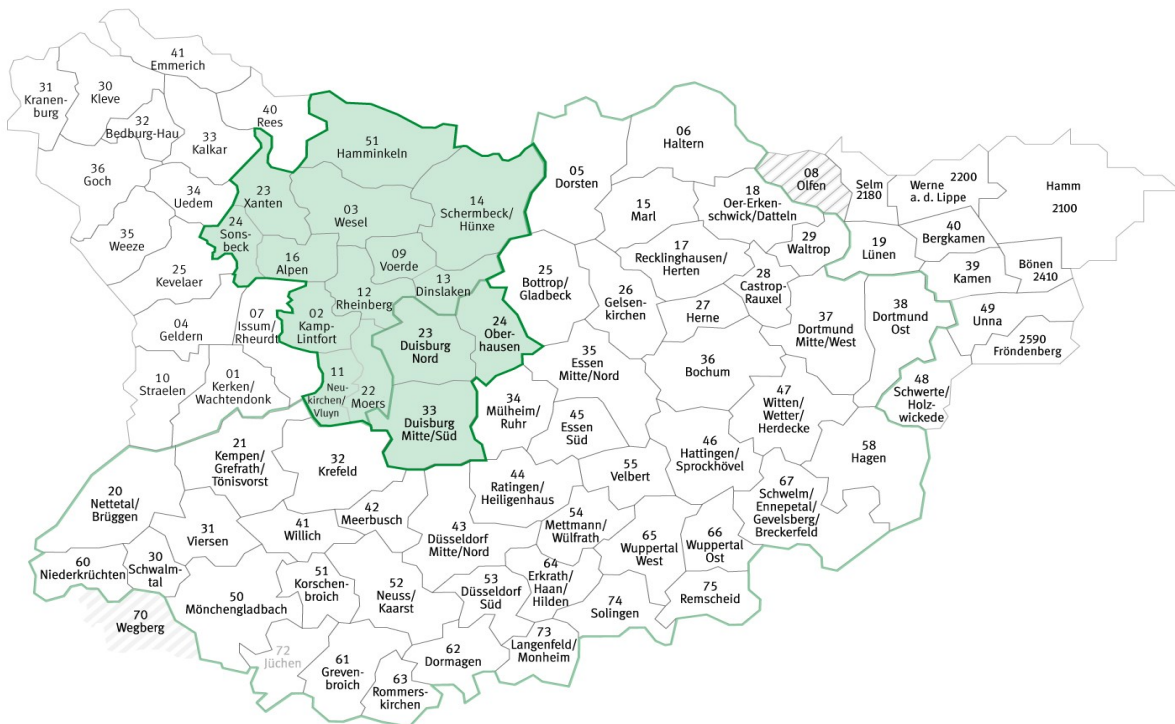 41
Emmerich
31
Kranen-
burg
30
Kleve
32
Bedburg-Hau
33
Kalkar
40
Rees
36
Goch
34
Uedem
35
Weeze
25
Kevelaer
04
Geldern
07
Issum/
Rheurdt
10
Straelen
01
Kerken/
Wachtendonk
51
Hamminkeln
23
Xanten
24
Sons-
beck
03
Wesel
14
Schermbeck/
Hünxe
16
Alpen
09
Voerde
13
Dinslaken
12
Rheinberg
02
Kamp-
Lintfort
11
Neu-
kirchen/
Vluyn
22
Moers
23
Duisburg
Nord
24
Ober-
hausen
33
Duisburg
Mitte/Süd
05
Dorsten
06
Haltern
08
Olfen
Selm
2180
Werne 2200
a. d. Lippe
Hamm
2100
15
Marl
18
Oer-Erken-
schwick/Datteln
29
Waltrop
19
Lünen
40
Bergkamen
39
Kamen
Bönen
2410
17
Recklinghausen/
Herten
25
Bottrop/
Gladbeck
26
Gelsen-
kirchen
28
Castrop-
Rauxel
27
Herne
37
Dortmund
Mitte/West
38
Dortmund
Ost
49
Unna
2590
Fröndenberg
35
Essen
Mitte/Nord
36
Bochum
34
Mülheim/
Ruhr
45
Essen
Süd
47
Witten/
Wetter/
Herdecke
48
Schwerte/
Holz-
wickede
46
Hattingen/
Sprockhövel
58
Hagen
21
Kempen/
Grefrath/
Tönisvorst
32
Krefeld
44
Ratingen/
Heiligenhaus
55
Velbert
67
Schwelm/
Ennepetal/
Gevelsberg/
Breckerfeld
20
Nettetal/
Brüggen
31
Viersen
41
Willich
42
Meerbusch
43
Düsseldorf
Mitte/Nord
54
Mettmann/
Wülfrath
65
Wuppertal
West
66
Wuppertal
Ost
60
Niederkrüchten
30
Schwalm-
tal
51
Korschen-
broich
52
Neuss/
Kaarst
53
Düsseldorf
Süd
64
Erkrath/
Haan/
Hilden
74
Solingen
75
Remscheid
70
Wegberg
50
Mönchengladbach
72
Jüchen
61
Greven-
broich
62
Dormagen
63
Rommers-
kirchen
73
Langenfeld/
Monheim